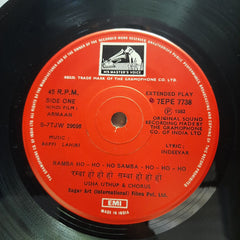 HIS MASTER'S VOICE
REGD. TRADE MARK OF THE GRAMOPHONE CO. LTD.
45 R.P.M.
SIDE ONE
HINDI FILM :
ARMAAN
S-7TJW 29095
MUSIC :
BAPPI LAHIRI
EXTENDED PLAY
7EPE 7738
℗ 1982
ORIGINAL SOUND
RECORDING MADE BY
THE GRAMOPHONE
CO. OF INDIA LTD.
LYRIC :
INDEEVAR
RAMBA HO - HO - HO SAMBA HO - HO - HO
रम्बा हो हो हो सम्बा हो हो हो
USHA UTHUP & CHORUS
Sagar Art (International) Films Pvt. Ltd.
EMI
MADE IN INDIA